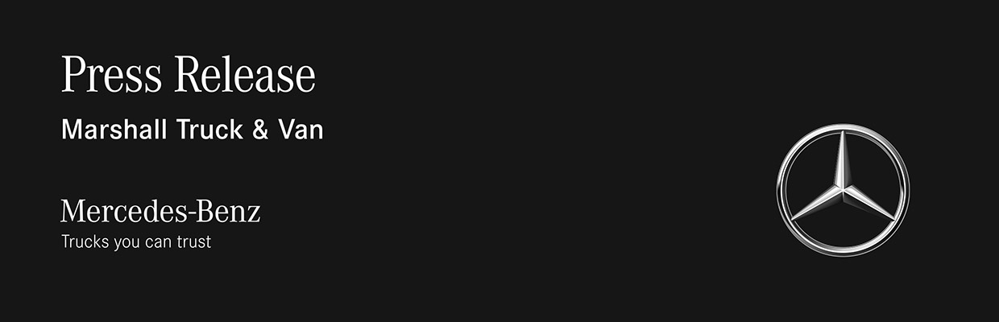 Press Release
Marshall Truck & Van
Mercedes-Benz
Trucks you can trust